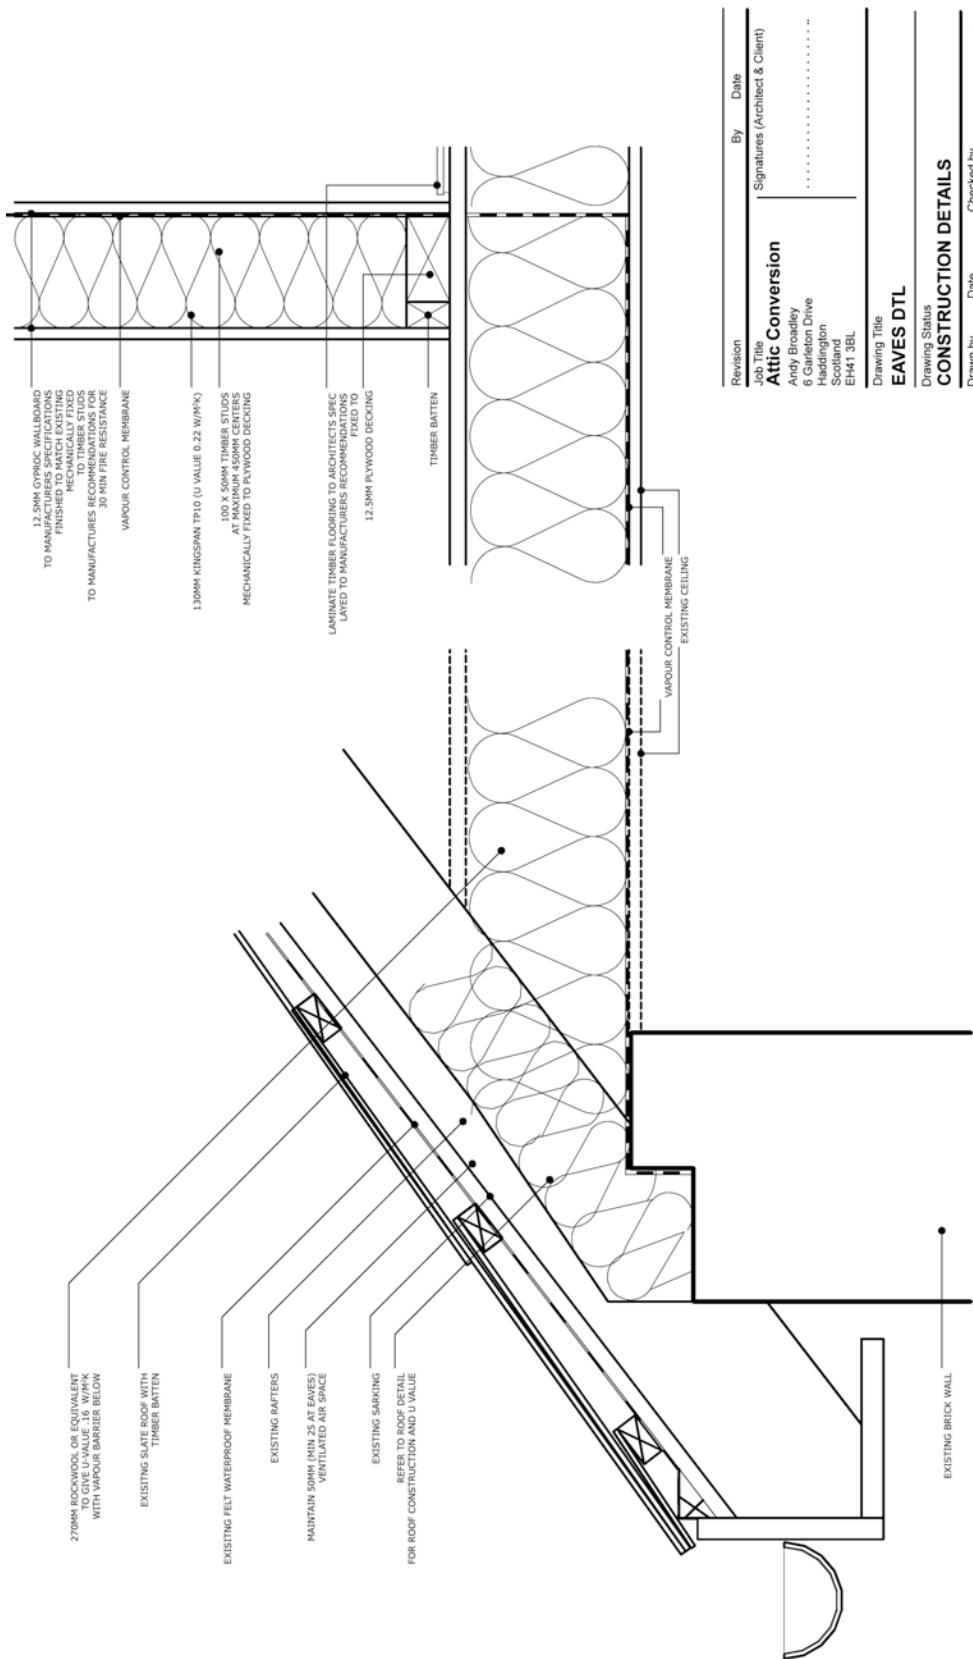 12.5MM GYPROC WALLBOARD
TO MANUFACTURERS SPECIFICATIONS
FINISHED TO MATCH EXISTING
MECHANICALLY FIXED
TO TIMBER STUDS
TO MANUFACTURES RECOMMENDATIONS FOR
30 MIN FIRE RESISTANCE
VAPOUR CONTROL MEMBRANE
130MM KINGSPAN TP10 (U VALUE 0.22 W/M²K)
100 X 50MM TIMBER STUDS
AT MAXIMUM 450MM CENTERS
MECHANICALLY FIXED TO PLYWOOD DECKING
LAMINATE TIMBER FLOORING TO ARCHITECTS SPEC
LAYED TO MANUFACTURERS RECOMMENDATIONS
FIXED TO
12.5MM PLYWOOD DECKING
TIMBER BATTEN
VAPOUR CONTROL MEMBRANE
EXISTING CEILING
270MM ROCKWOOL OR EQUIVALENT
TO GIVE U-VALUE .16 W/M²K
WITH VAPOUR BARRIER BELOW
EXISITNG SLATE ROOF WITH
TIMBER BATTEN
EXISITNG FELT WATERPROOF MEMBRANE
EXISTING RAFTERS
MAINTAIN 50MM (MIN 25 AT EAVES)
VENTILATED AIR SPACE
EXISTING SARKING
REFER TO ROOF DETAIL
FOR ROOF CONSTRUCTION AND U VALUE
EXISTING BRICK WALL
Revision By Date
Job Title Signatures (Architect & Client)
Attic Conversion
Andy Broadley
6 Garleton Drive
Haddington
Scotland
EH41 3BL
Drawing Title
EAVES DTL
Drawing Status
CONSTRUCTION DETAILS
Drawn by Date Checked by